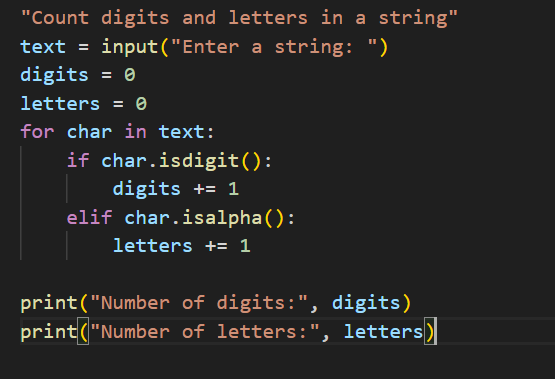 "Count digits and letters in a string"
text = input("Enter a string: ")
digits = 0
letters = 0
for char in text:
    if char.isdigit():
        digits += 1
    elif char.isalpha():
        letters += 1

print("Number of digits:", digits)
print("Number of letters:", letters)